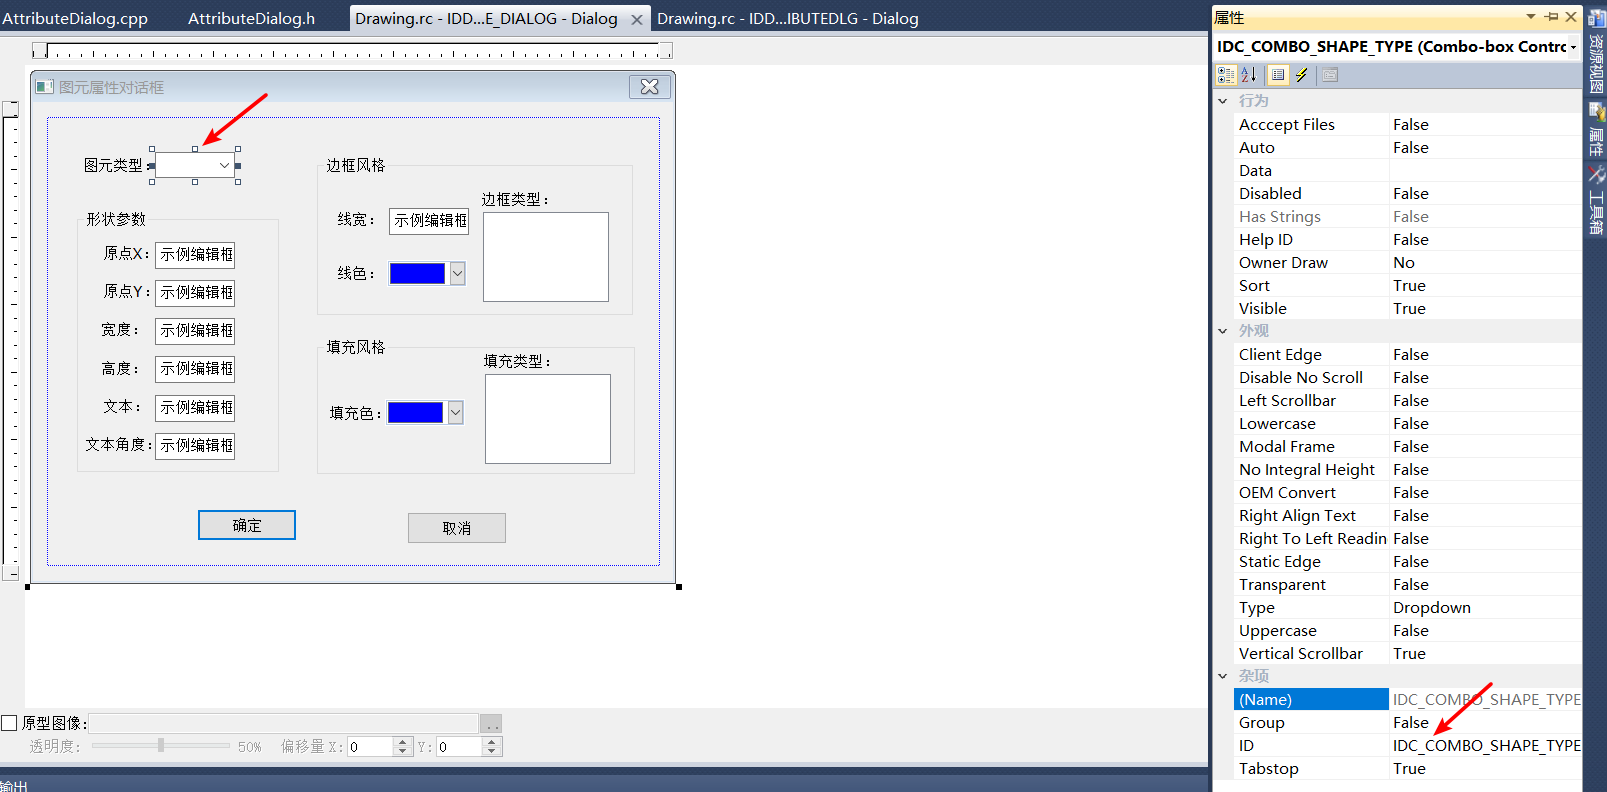 AttributeDialog.cpp
AttributeDialog.h
Drawing.rc - IDD...E_DIALOG - Dialog
Drawing.rc - IDD...IBUTEDLG - Dialog
图元属性对话框
图元类型：
形状参数
原点X：
示例编辑框
原点Y：
示例编辑框
宽度：
示例编辑框
高度：
示例编辑框
文本：
示例编辑框
文本角度：
示例编辑框
边框风格
线宽：
示例编辑框
线色：
边框类型：
填充风格
填充色：
填充类型：
确定
取消
原型图像:
..
透明度:
50%
偏移量 X:
0
Y:
0
输出
属性
IDC_COMBO_SHAPE_TYPE (Combo-box Contrc
行为
Acccept Files False
Auto False
Data
Disabled False
Has Strings False
Help ID False
Owner Draw No
Sort True
Visible True
外观
Client Edge False
Disable No Scroll False
Left Scrollbar False
Lowercase False
Modal Frame False
No Integral Height False
OEM Convert False
Right Align Text False
Right To Left Readin False
Static Edge False
Transparent False
Type Dropdown
Uppercase False
Vertical Scrollbar True
杂项
(Name) IDC_COMBO_SHAPE_TYPE
Group False
ID IDC_COMBO_SHAPE_TYPE
Tabstop True
资源视图
属性
工具箱